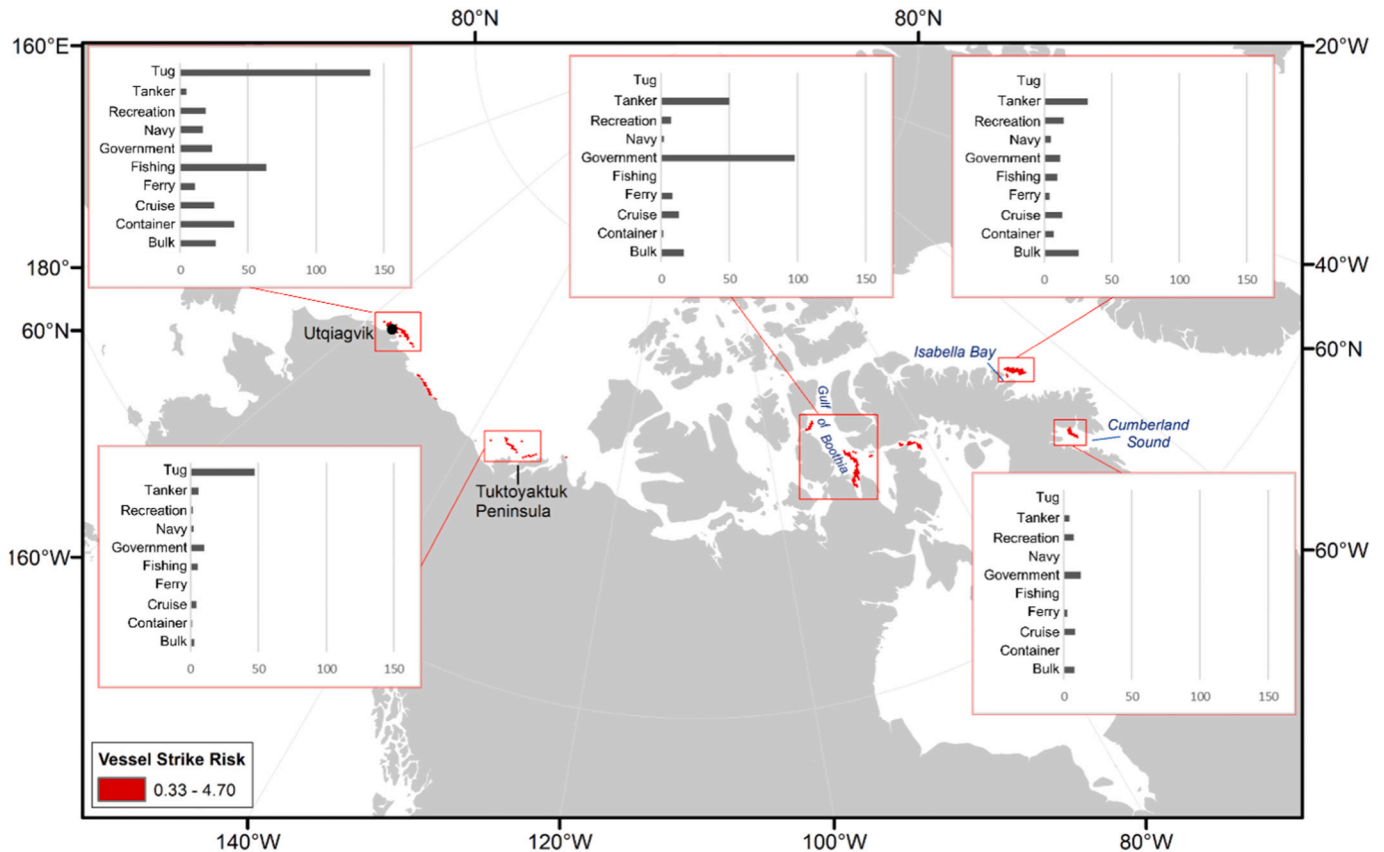 80°N
80°N
160°E
20°W
Tug
Tanker
Recreation
Navy
Government
Fishing
Ferry
Cruise
Container
Bulk
0 50 100 150
Tug
Tanker
Recreation
Navy
Government
Fishing
Ferry
Cruise
Container
Bulk
0 50 100 150
Tug
Tanker
Recreation
Navy
Government
Fishing
Ferry
Cruise
Container
Bulk
0 50 100 150
180°
40°W
60°N
60°N
Utqiagvik
Isabella Bay
Gulf of Boothia
Cumberland
Sound
Tuktoyaktuk
Peninsula
Tug
Tanker
Recreation
Navy
Government
Fishing
Ferry
Cruise
Container
Bulk
0 50 100 150
Tug
Tanker
Recreation
Navy
Government
Fishing
Ferry
Cruise
Container
Bulk
0 50 100 150
160°W
60°W
Vessel Strike Risk
0.33 - 4.70
140°W
120°W
100°W
80°W